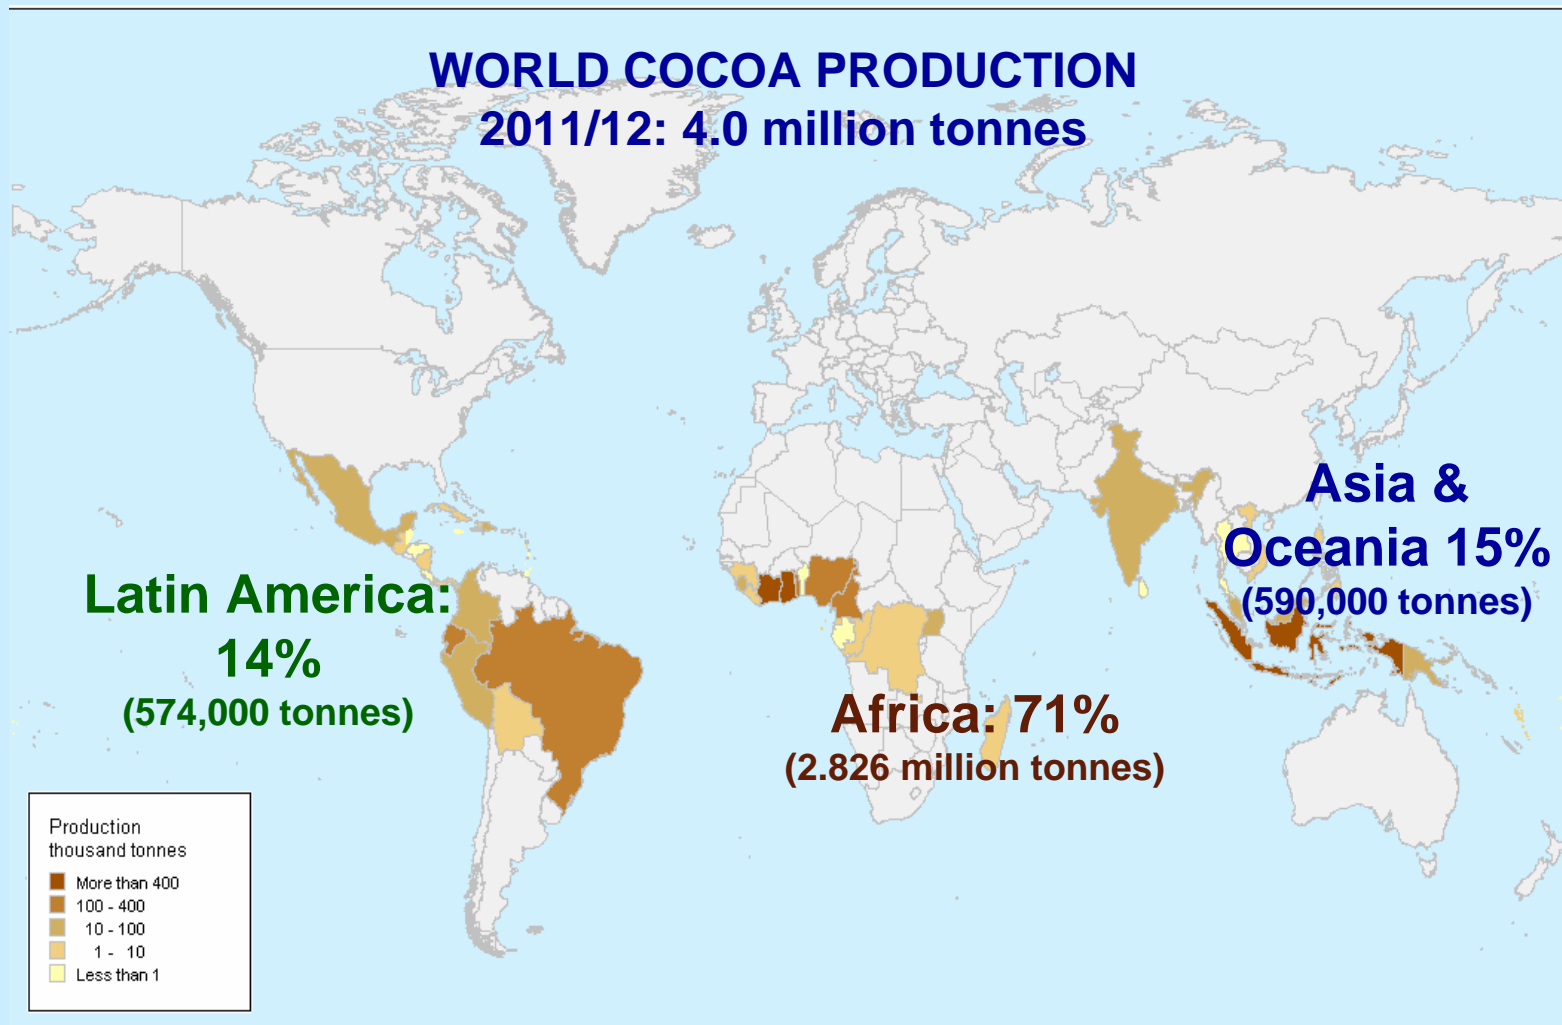 WORLD COCOA PRODUCTION
2011/12: 4.0 million tonnes
Asia &
Oceania 15%
(590,000 tonnes)
Latin America:
14%
(574,000 tonnes)
Africa: 71%
(2.826 million tonnes)
Production
thousand tonnes
More than 400
100 - 400
10 - 100
1 - 10
Less than 1